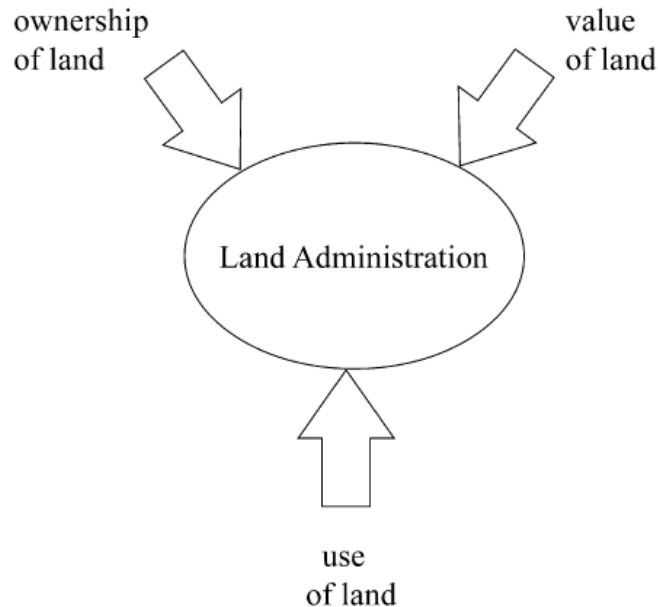 ownership
of land
value
of land
Land Administration
use
of land